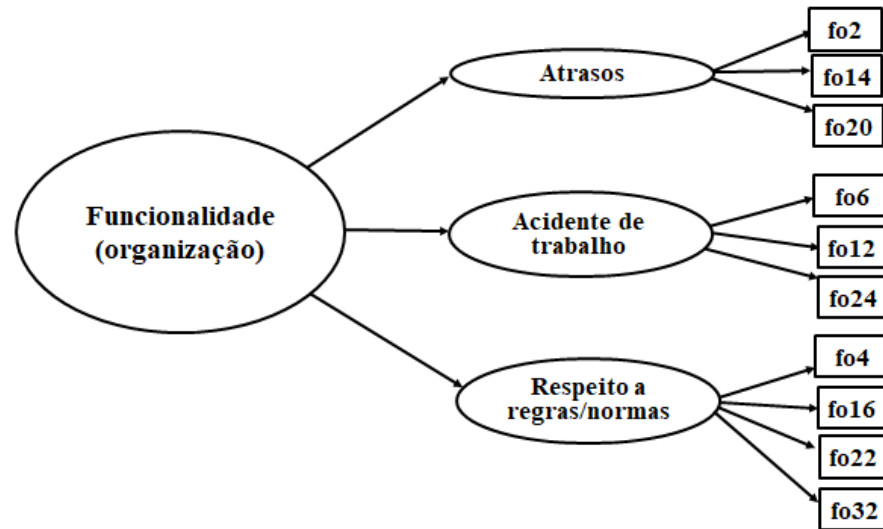 Funcionalidade
(organização)
Atrasos
fo2
fo14
fo20
Acidente de
trabalho
fo6
fo12
fo24
Respeito a
regras/normas
fo4
fo16
fo22
fo32